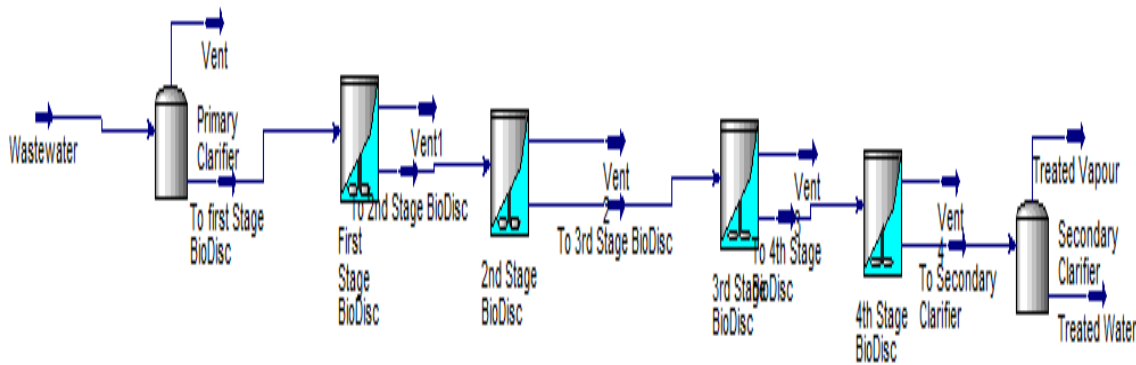 Wastewater
Vent
Primary
Clarifier
To first Stage
BioDisc
First
Stage
BioDisc
Vent1
To 2nd Stage BioDisc
2nd Stage
BioDisc
Vent
2
To 3rd Stage BioDisc
3rd Stage
BioDisc
Vent
3
To 4th Stage
BioDisc
4th Stage
BioDisc
Vent
4
To Secondary
Clarifier
Treated Vapour
Secondary
Clarifier
Treated Water